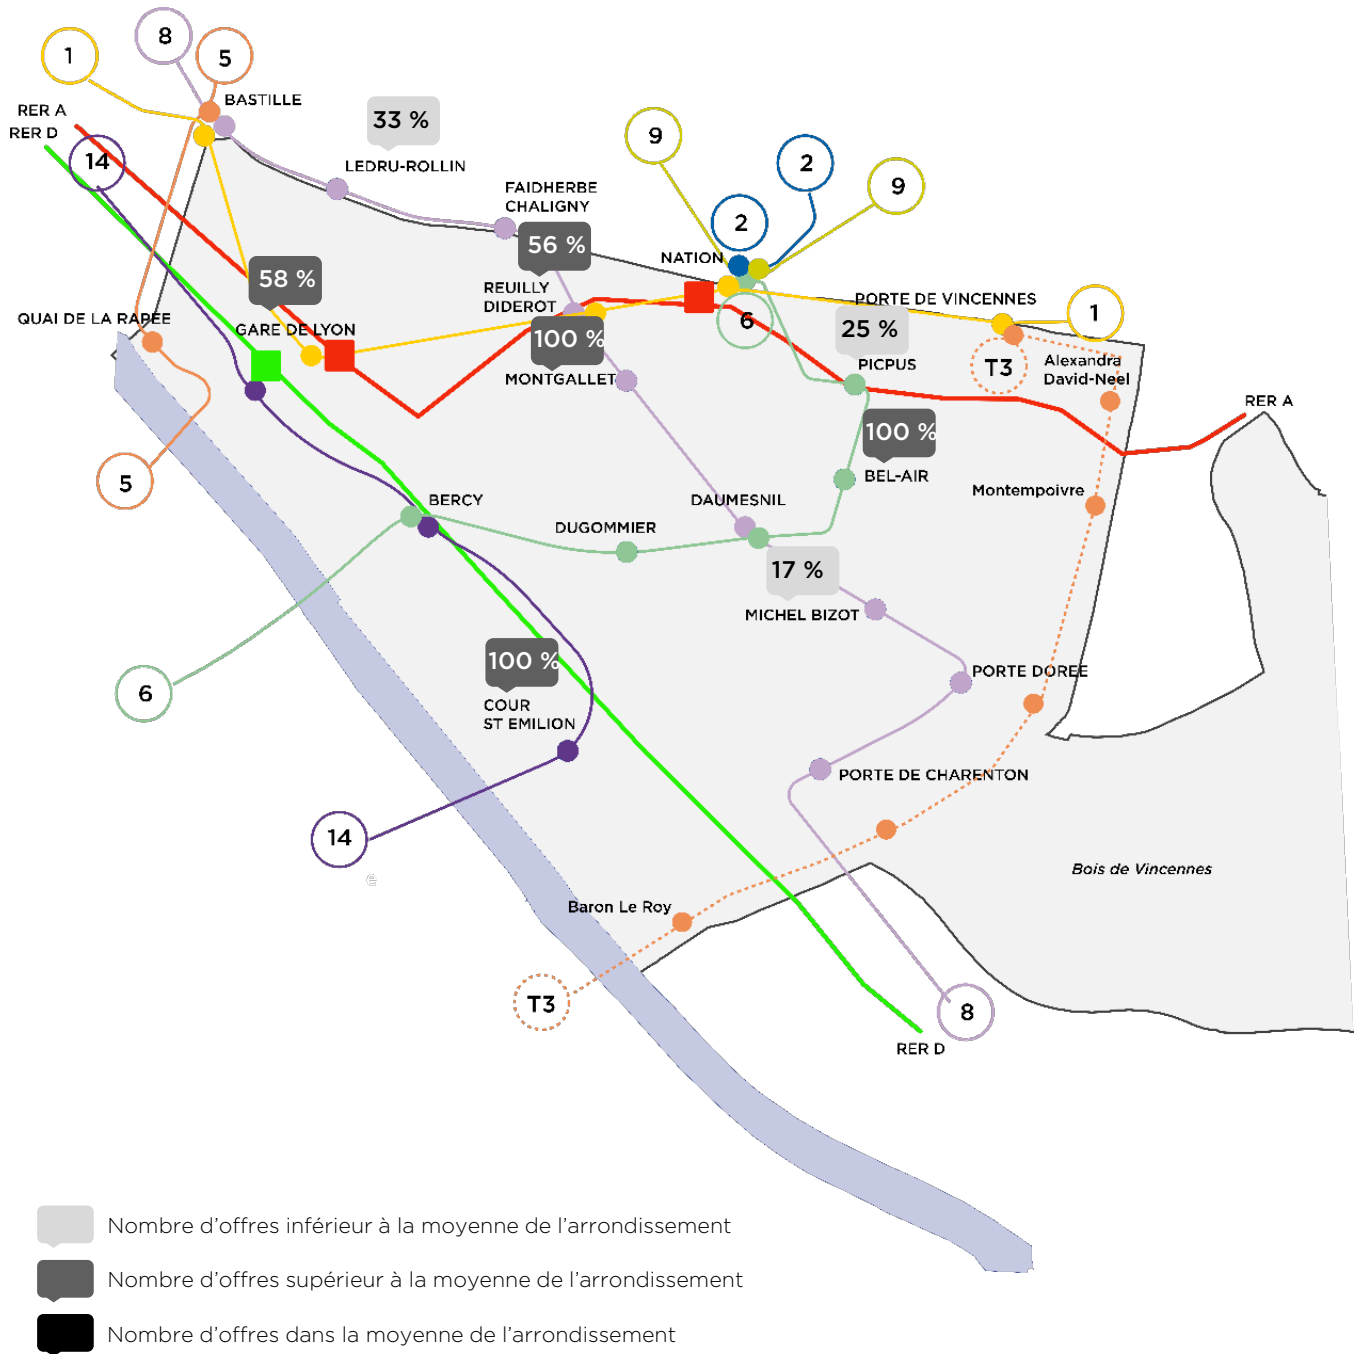 8
1
5
BASTILLE
RER A
RER D
14
33 %
LEDRU-ROLLIN
9
2
9
FAIDHERBE
CHALIGNY
2
56 %
NATION
58 %
REUILLY
DIDEROT
PORTE DE VINCENNES
1
QUAI DE LA RAPÉE
GARE DE LYON
6
25 %
100 %
PICPUS
T3
Alexandra
David-Neel
MONTGALLET
RER A
100 %
BEL-AIR
5
Montempoivre
BERCY
DAUMESNIL
DUGOMMIER
17 %
MICHEL BIZOT
100 %
PORTE DORÉE
6
COUR
ST EMILION
PORTE DE CHARENTON
14
é
Bois de Vincennes
Baron Le Roy
T3
8
RER D
Nombre d’offres inférieur à la moyenne de l’arrondissement
Nombre d’offres supérieur à la moyenne de l’arrondissement
Nombre d’offres dans la moyenne de l’arrondissement